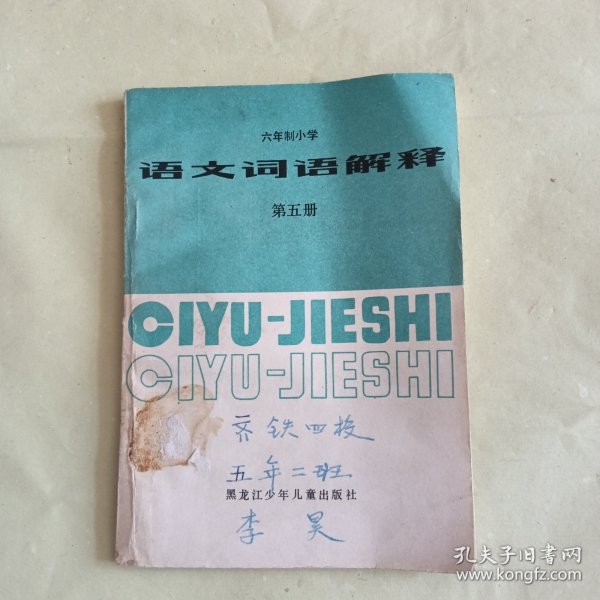 六年制小学
语文词语解释
第五册
CIYU-JIESHI
CIYU-JIESHI
齐铁四校
五年二班
黑龙江少年儿童出版社
李昊
孔夫子旧书网
www.kongfz.com